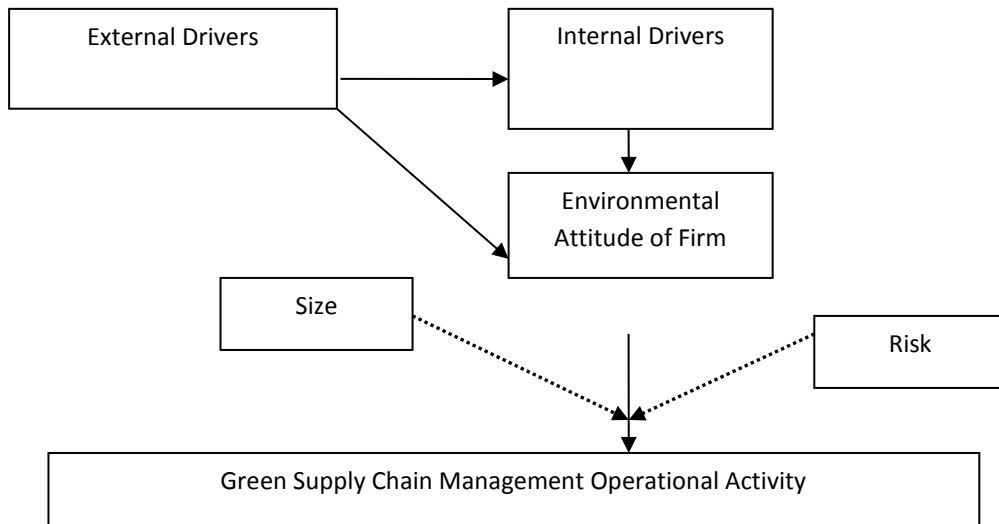 External Drivers
Internal Drivers
Environmental
Attitude of Firm
Size
Risk
Green Supply Chain Management Operational Activity